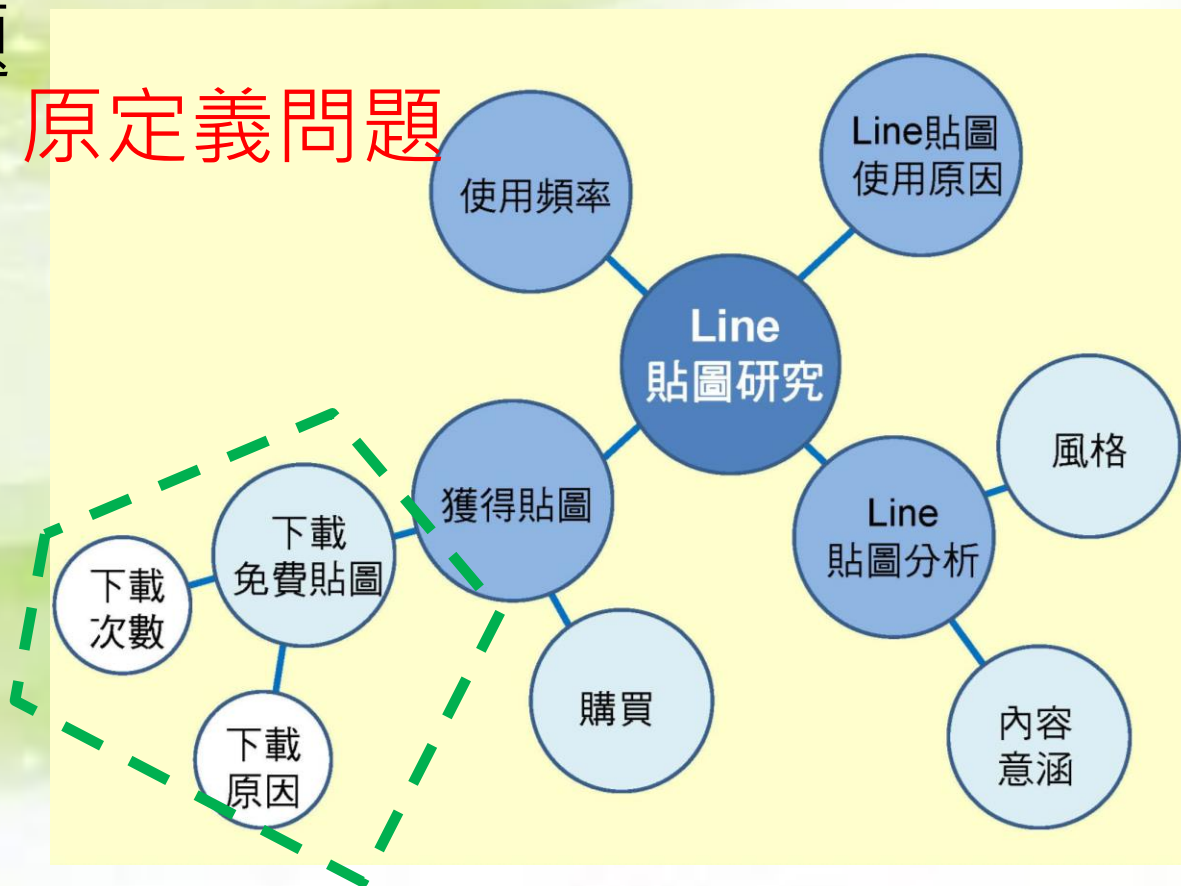 原定義問題
使用頻率
Line貼圖
使用原因
Line
貼圖研究
風格
獲得貼圖
Line
貼圖分析
下載
免費貼圖
下載
次數
購買
下載
原因
內容
意涵